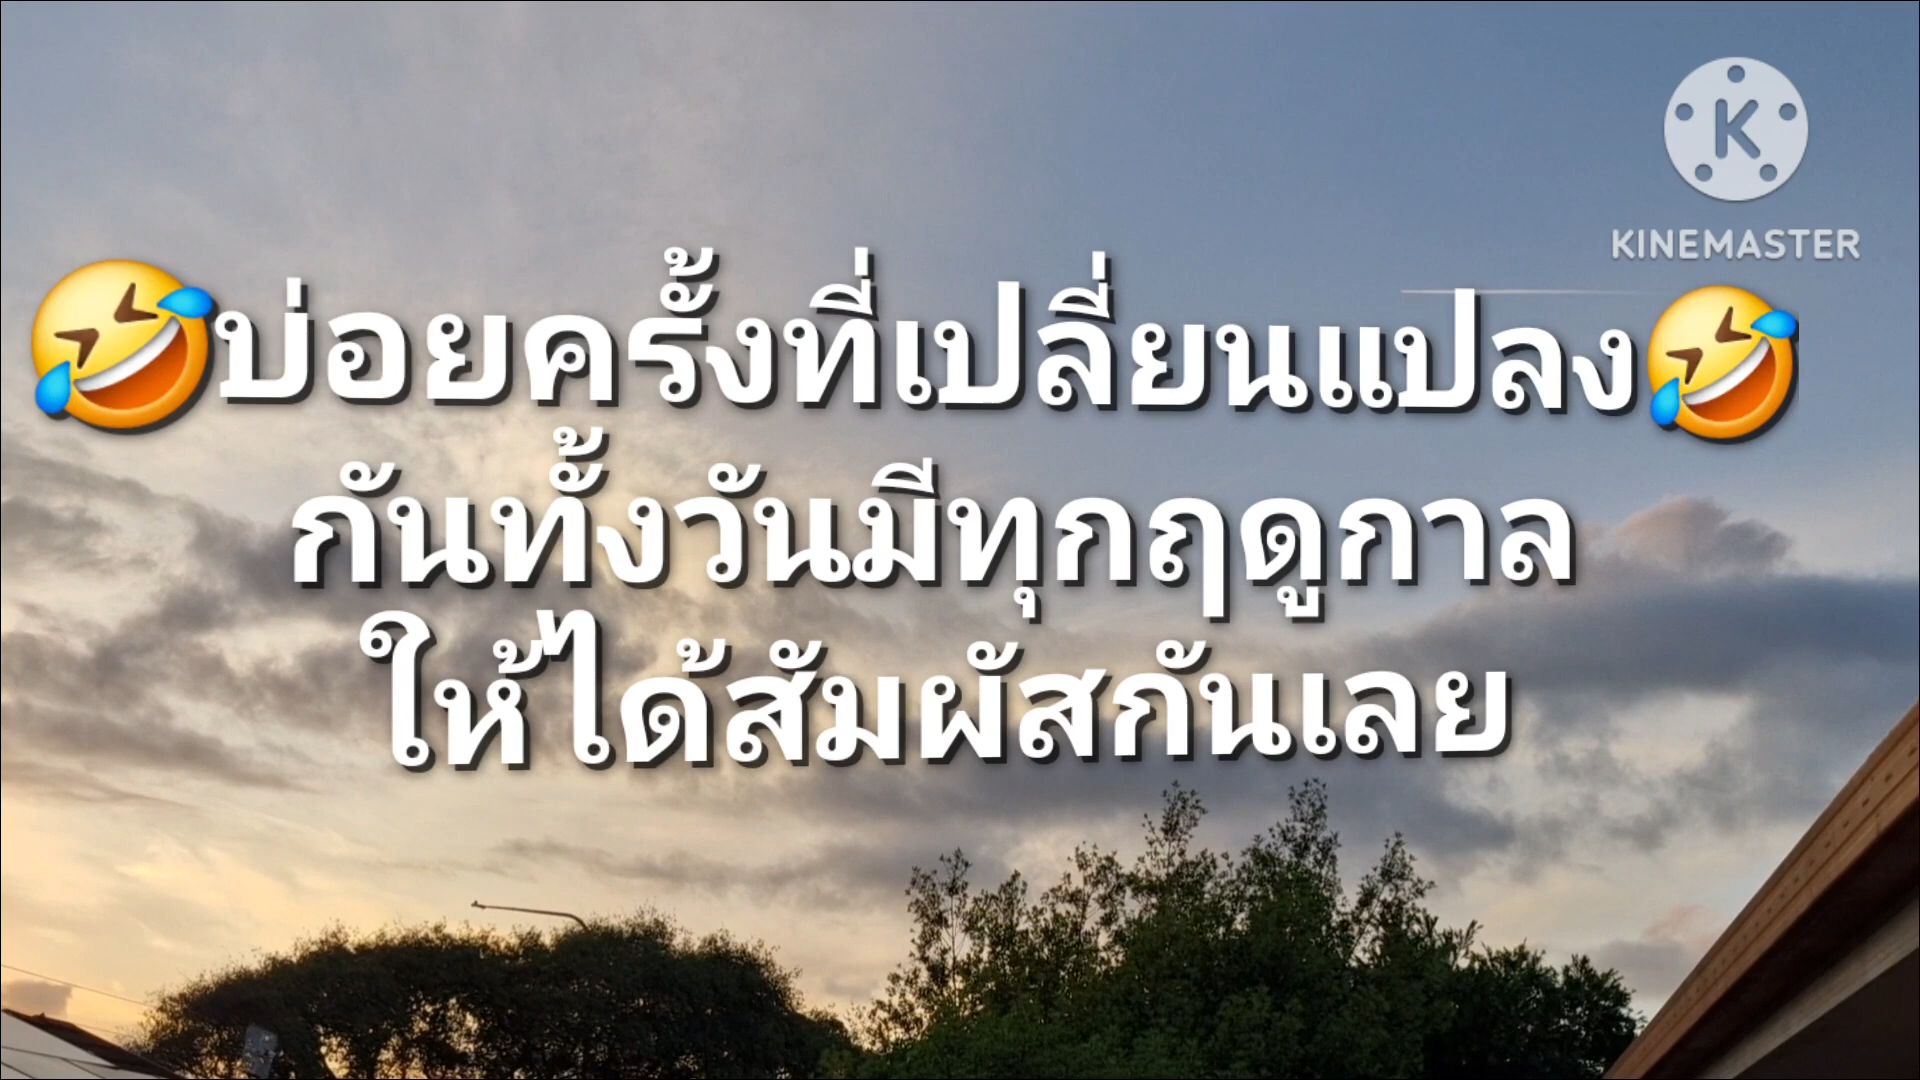 KINEMASTER
🤣บ่อยครั้งที่เปลี่ยนแปลง🤣
กันทั้งวันมีทุกฤดูกาล
ให้ได้สัมผัสกันเลย